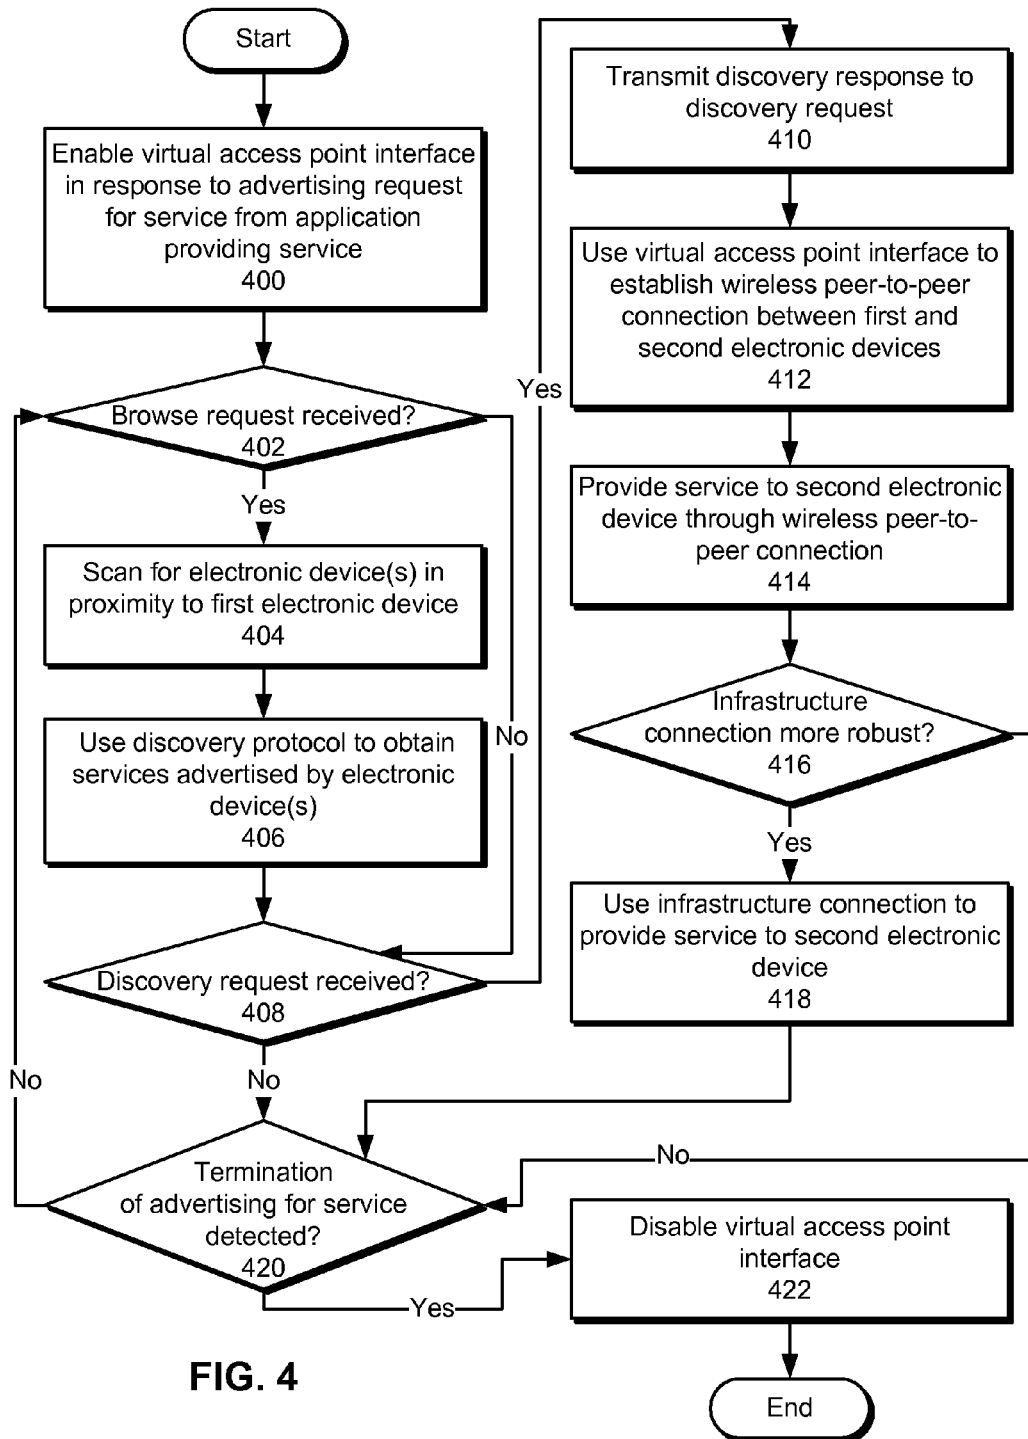 Start
Enable virtual access point interface
in response to advertising request
for service from application
providing service
400
Browse request received?
402
Yes
No
Scan for electronic device(s) in
proximity to first electronic device
404
Use discovery protocol to obtain
services advertised by electronic
device(s)
406
Discovery request received?
408
Yes
No
Transmit discovery response to
discovery request
410
Use virtual access point interface to
establish wireless peer-to-peer
connection between first and
second electronic devices
412
Provide service to second electronic
device through wireless peer-to-
peer connection
414
Infrastructure
connection more robust?
416
Yes
No
Use infrastructure connection to
provide service to second electronic
device
418
Termination
of advertising for service
detected?
420
No
Yes
Disable virtual access point
interface
422
End
FIG. 4